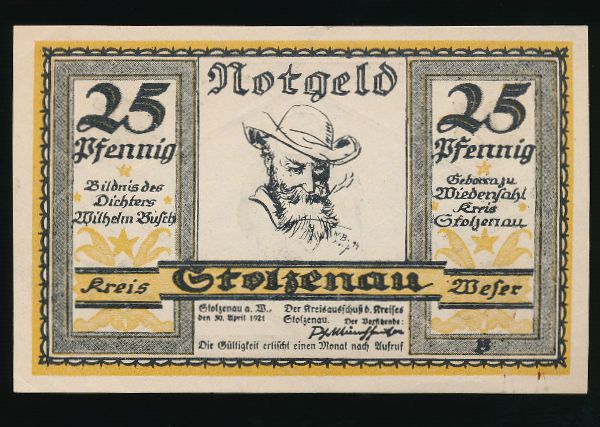 Notgeld
25
Pfennig
Bildnis des
Dichters
Wilhelm Busch
25
Pfennig
Geboren zu
Wiedensahl
Kreis
Stolzenau
W.B.
Kreis Stolzenau Weser
Stolzenau a. W.,
den 30. April 1921
Der Kreisausschuß d. Kreises
Stolzenau. Der Vorsitzende:
Die Gültigkeit erlischt einen Monat nach Aufruf
B